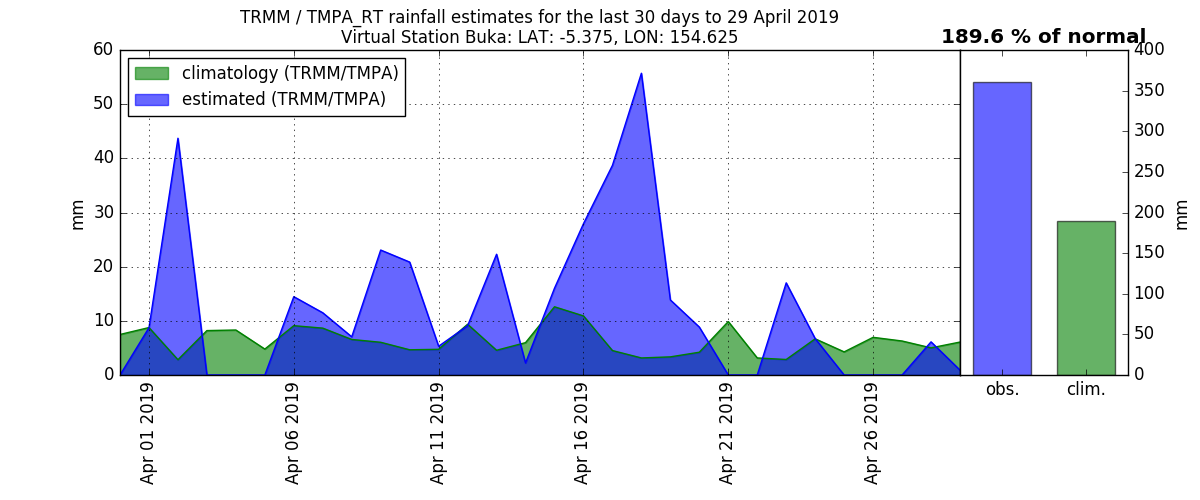 TRMM / TMPA_RT rainfall estimates for the last 30 days to 29 April 2019
Virtual Station Buka: LAT: -5.375, LON: 154.625
189.6 % of normal
climatology (TRMM/TMPA)
estimated (TRMM/TMPA)
60
50
40
30
20
10
0
mm
Apr 01 2019
Apr 06 2019
Apr 11 2019
Apr 16 2019
Apr 21 2019
Apr 26 2019
obs.
clim.
400
350
300
250
200
150
100
50
0
mm